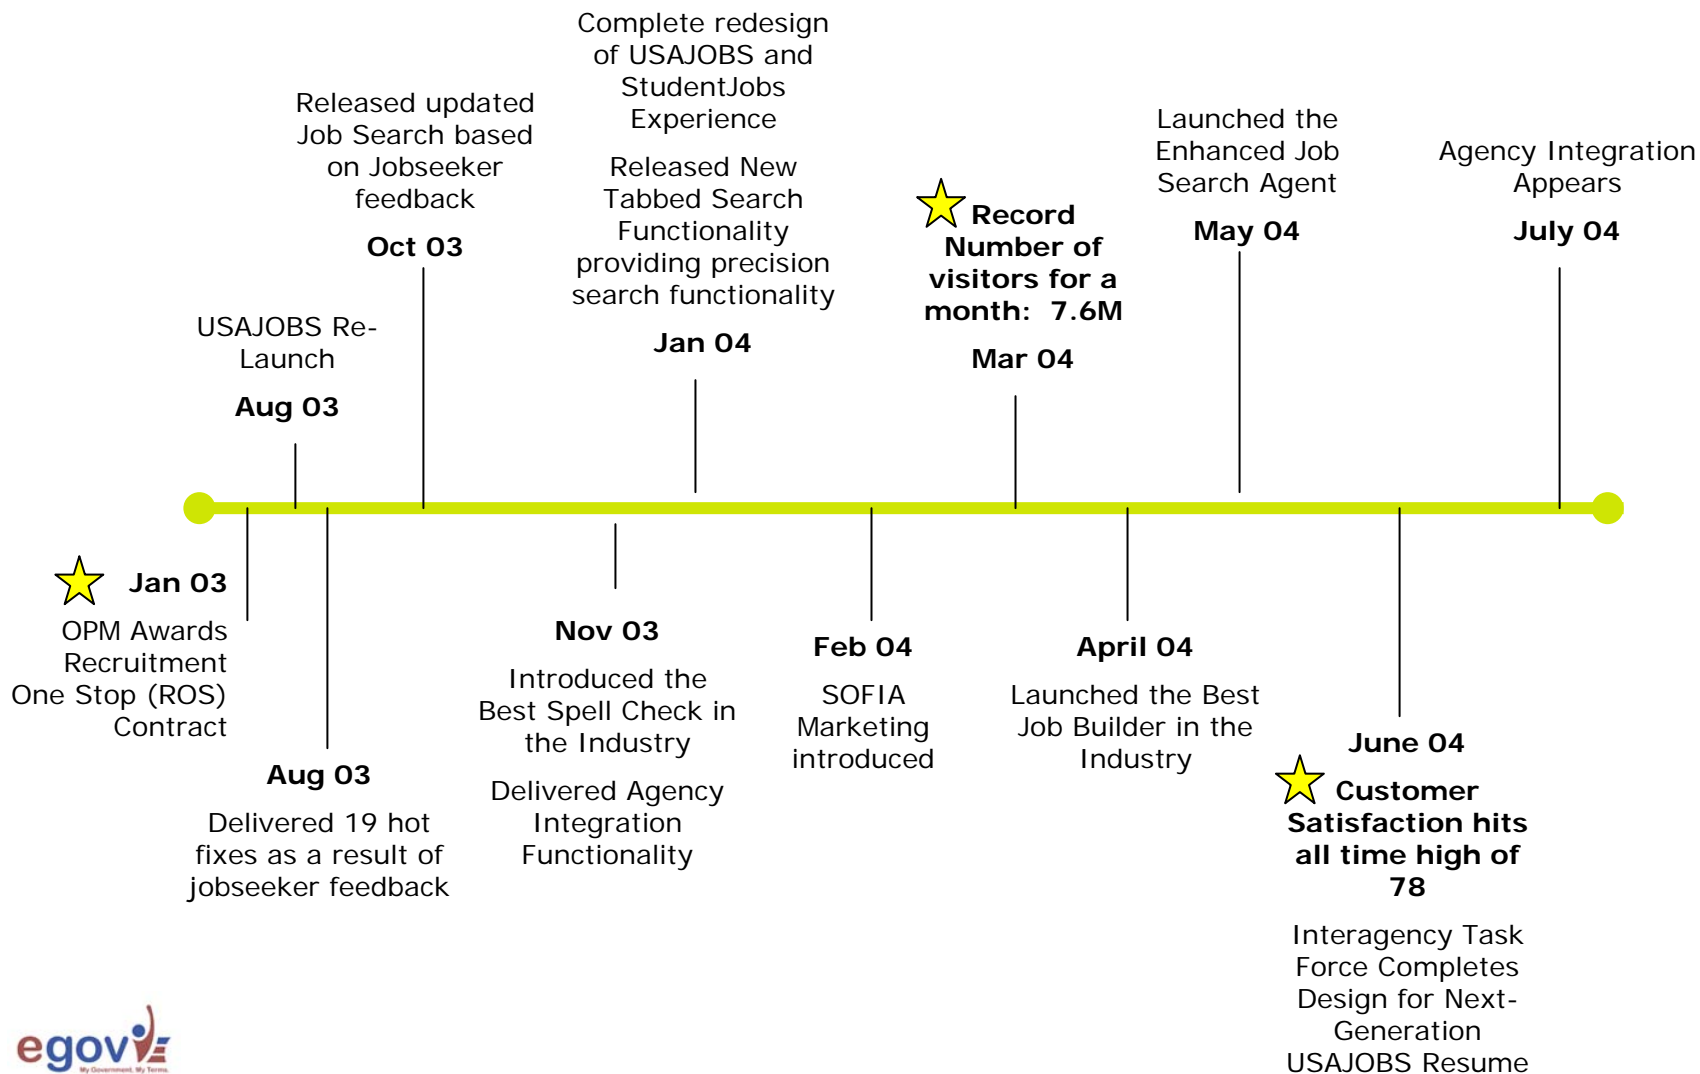 Complete redesign
of USAJOBS and
StudentJobs
Experience
Released New
Tabbed Search
Functionality
providing precision
search functionality
Jan 04
Released updated
Job Search based
on Jobseeker
feedback
Oct 03
USAJOBS Re-
Launch
Aug 03
Record
Number of
visitors for a
month: 7.6M
Mar 04
Launched the
Enhanced Job
Search Agent
May 04
Agency Integration
Appears
July 04
Jan 03
OPM Awards
Recruitment
One Stop (ROS)
Contract
Aug 03
Delivered 19 hot
fixes as a result of
jobseeker feedback
Nov 03
Introduced the
Best Spell Check in
the Industry
Delivered Agency
Integration
Functionality
Feb 04
SOFIA
Marketing
introduced
April 04
Launched the Best
Job Builder in the
Industry
June 04
Customer
Satisfaction hits
all time high of
78
Interagency Task
Force Completes
Design for Next-
Generation
USAJOBS Resume
egov
My Government. My Terms.